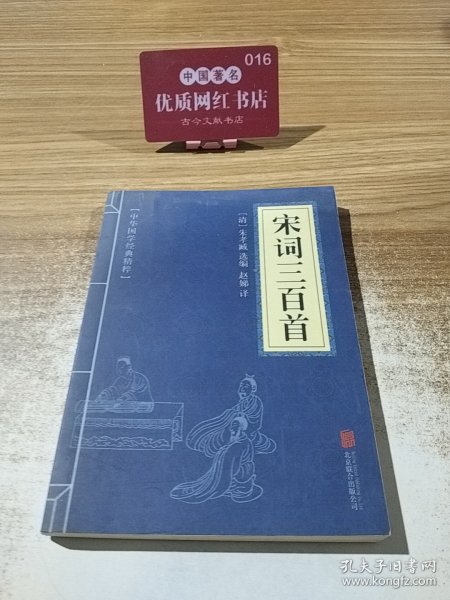 016
中国著名
优质网红书店
古今文献书店
[中华国学经典精粹]
宋词三百首
[清]朱孝臧 选编 赵娣 译
北京联合出版公司
孔夫子旧书网
www.kongfz.com